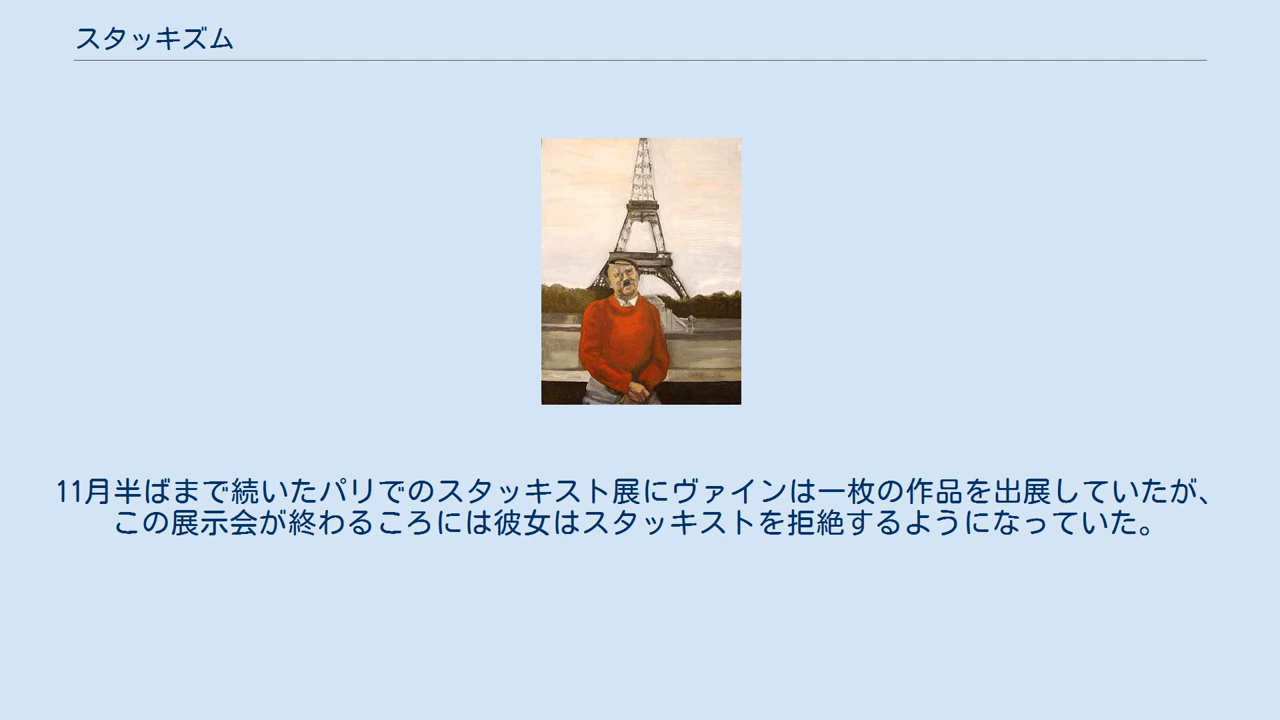 スタッキズム
11月半ばまで続いたパリでのスタッキスト展にヴァインは一枚の作品を出展していたが、
この展示会が終わるころには彼女はスタッキストを拒絶するようになっていた。